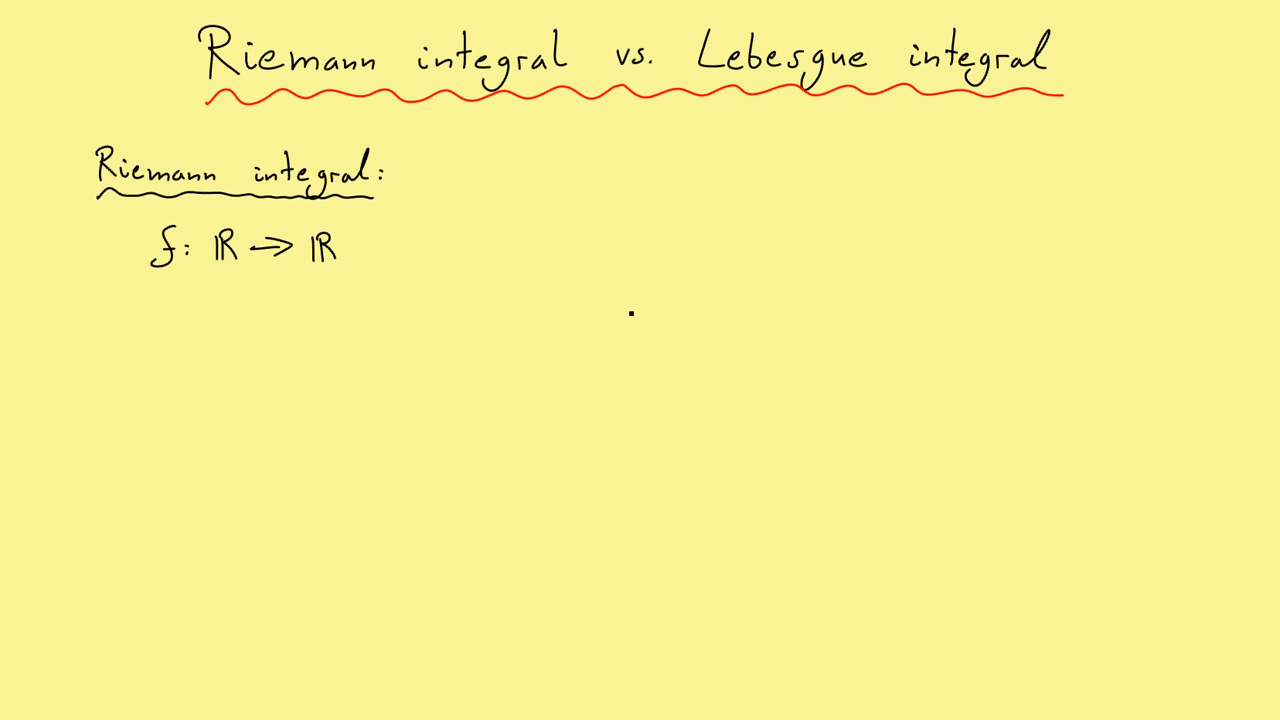 Riemann integral vs. Lebesgue integral
Riemann integral:
f: ℝ → ℝ